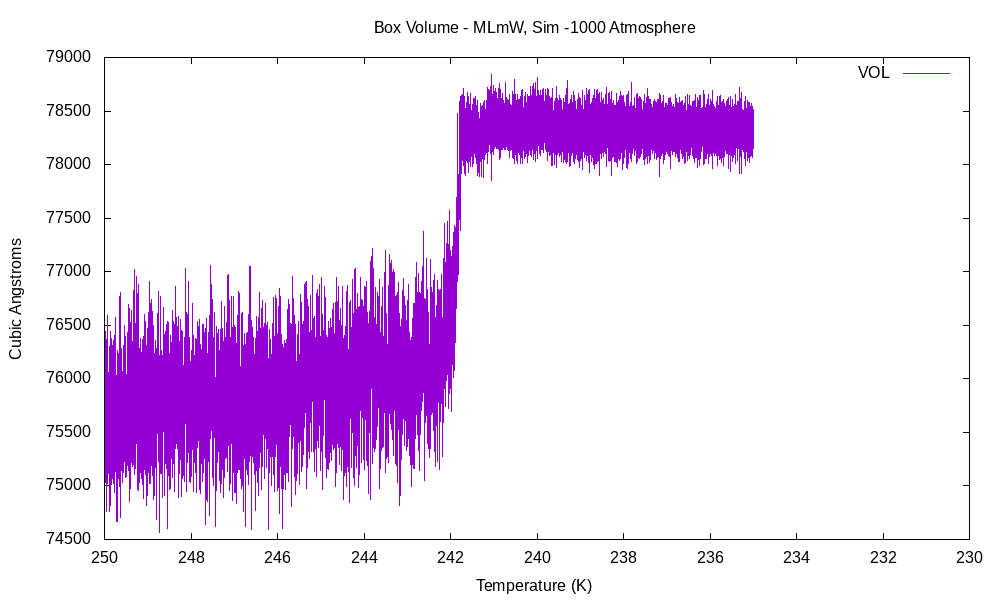 Box Volume - MLmW, Sim -1000 Atmosphere
VOL
79000
78500
78000
77500
77000
76500
76000
75500
75000
74500
Cubic Angstroms
250 248 246 244 242 240 238 236 234 232 230
Temperature (K)